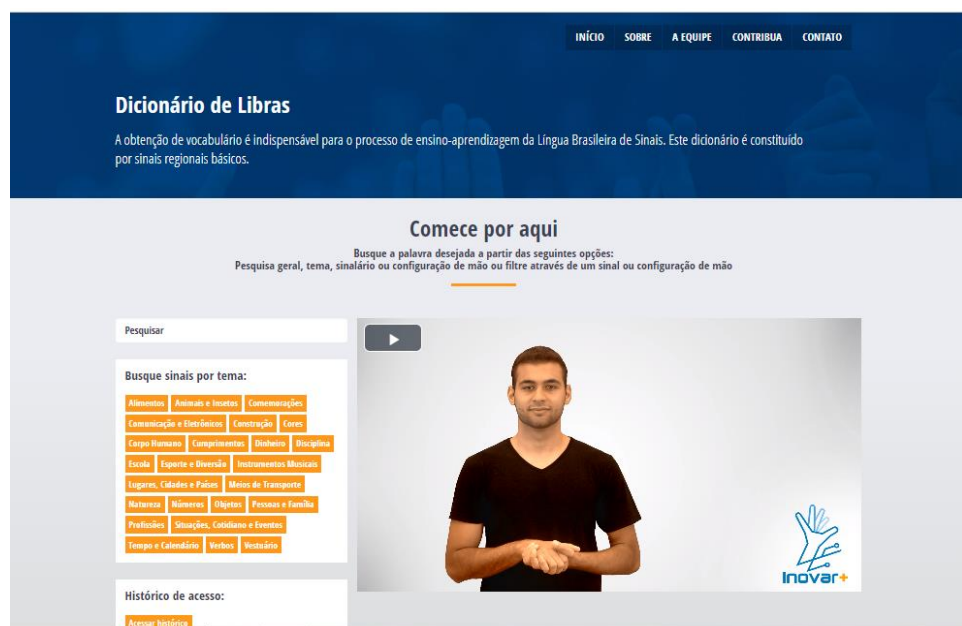 INÍCIO SOBRE A EQUIPE CONTRIBUA CONTATO
Dicionário de Libras
A obtenção de vocabulário é indispensável para o processo de ensino-aprendizagem da Língua Brasileira de Sinais. Este dicionário é constituído
por sinais regionais básicos.
Comece por aqui
Busque a palavra desejada a partir das seguintes opções:
Pesquisa geral, tema, sinalário ou configuração de mão ou filtre através de um sinal ou configuração de mão
Pesquisar
Busque sinais por tema:
Alimentos Animais e Insetos Comemorações
Comunicação e Eletrônicos Construção Cores
Corpo Humano Cumprimentos Dinheiro Disciplina
Escola Esporte e Diversão Instrumentos Musicais
Lugares, Cidades e Países Meios de Transporte
Natureza Números Objetos Pessoas e Família
Profissões Situações, Cotidiano e Eventos
Tempo e Calendário Verbos Vestuário
Histórico de acesso:
Acessar histórico
Inovar+